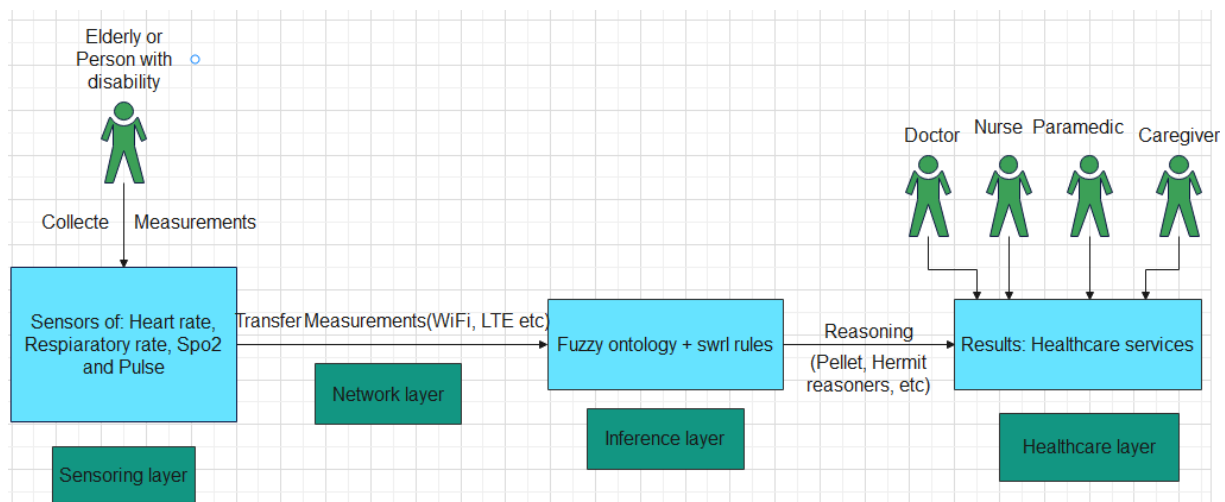 Elderly or
Person with
disability
Collecte Measurements
Sensors of: Heart rate,
Respiaratory rate, Spo2
and Pulse
Sensoring layer
Transfer Measurements(WiFi, LTE etc)
Network layer
Fuzzy ontology + swrl rules
Inference layer
Reasoning
(Pellet, Hermit
reasoners, etc)
Doctor
Nurse
Paramedic
Caregiver
Results: Healthcare services
Healthcare layer